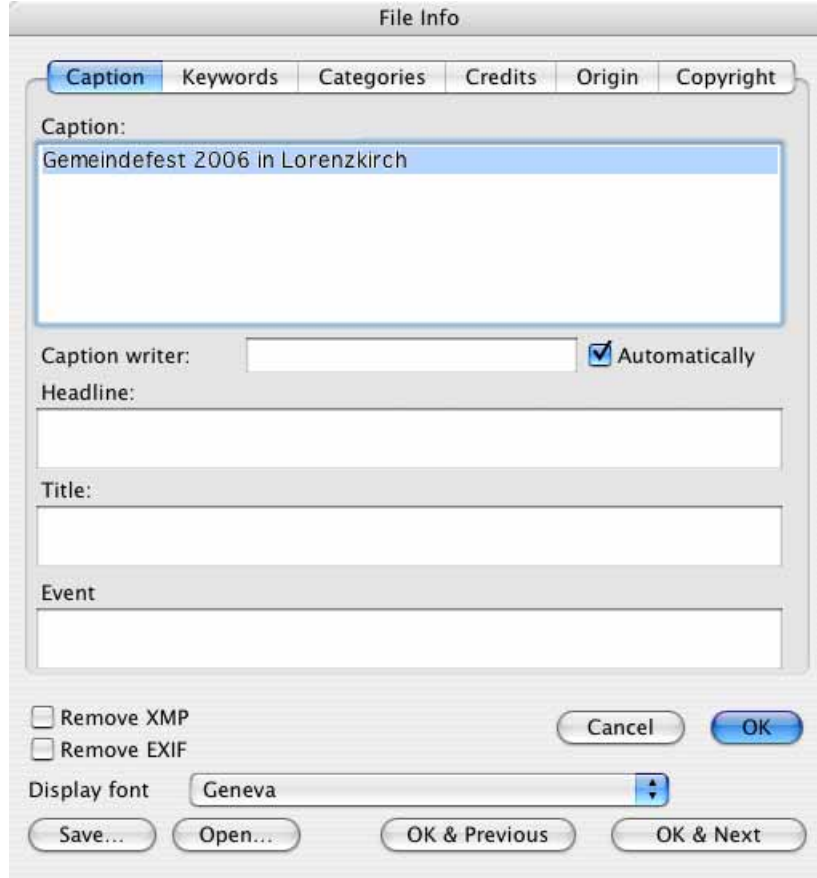 File Info
Caption Keywords Categories Credits Origin Copyright
Caption:
Gemeindefest 2006 in Lorenzkirch
Caption writer: Automatically
Headline:
Title:
Event
Remove XMP
Cancel OK
Remove EXIF
Display font Geneva
Save... Open... OK & Previous OK & Next